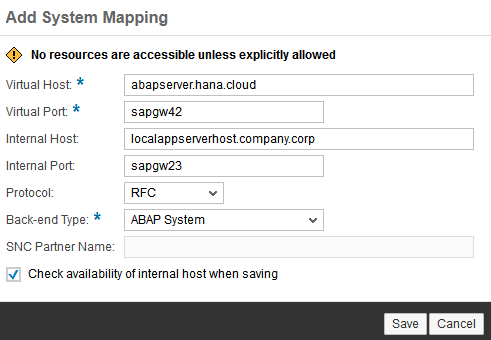 Add System Mapping
No resources are accessible unless explicitly allowed
Virtual Host: * abapserver.hana.cloud
Virtual Port: * sapgw42
Internal Host: localappserverhost.company.corp
Internal Port: sapgw23
Protocol: RFC
Back-end Type: * ABAP System
SNC Partner Name:
Check availability of internal host when saving
Save Cancel